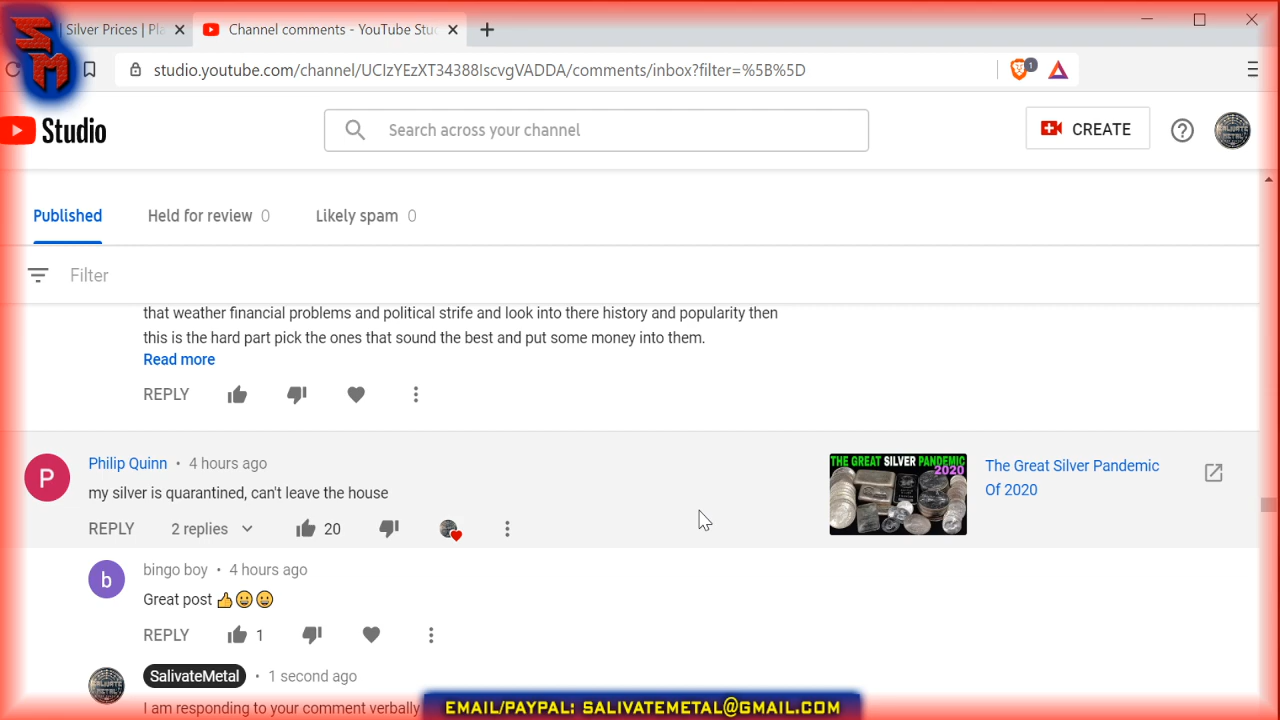 SM
Silver Prices | Pla
Channel comments - YouTube Stu
studio.youtube.com/channel/UCIzYEzXT34388IscvgVADDA/comments/inbox?filter=%5B%5D
1
Studio
Search across your channel
CREATE
Published
Held for review 0
Likely spam 0
Filter
that weather financial problems and political strife and look into there history and popularity then
this is the hard part pick the ones that sound the best and put some money into them.
Read more
REPLY
P
Philip Quinn • 4 hours ago
my silver is quarantined, can't leave the house
REPLY 2 replies 20
THE GREAT SILVER PANDEMIC
2020
The Great Silver Pandemic
Of 2020
b
bingo boy • 4 hours ago
Great post 👍😀😀
REPLY 1
SalivateMetal • 1 second ago
I am responding to your comment verbally
EMAIL/PAYPAL: SALIVATEMETAL@GMAIL.COM